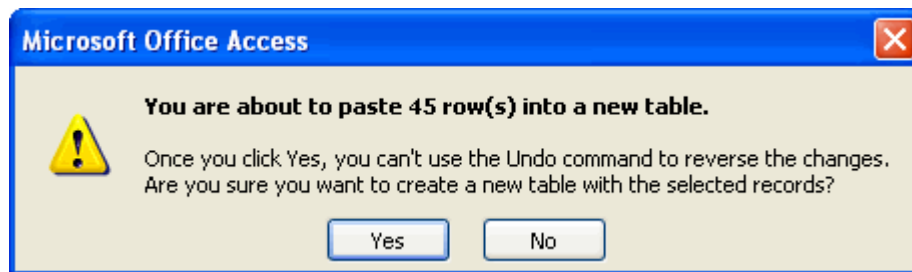 Microsoft Office Access
You are about to paste 45 row(s) into a new table.
Once you click Yes, you can't use the Undo command to reverse the changes.
Are you sure you want to create a new table with the selected records?
Yes No